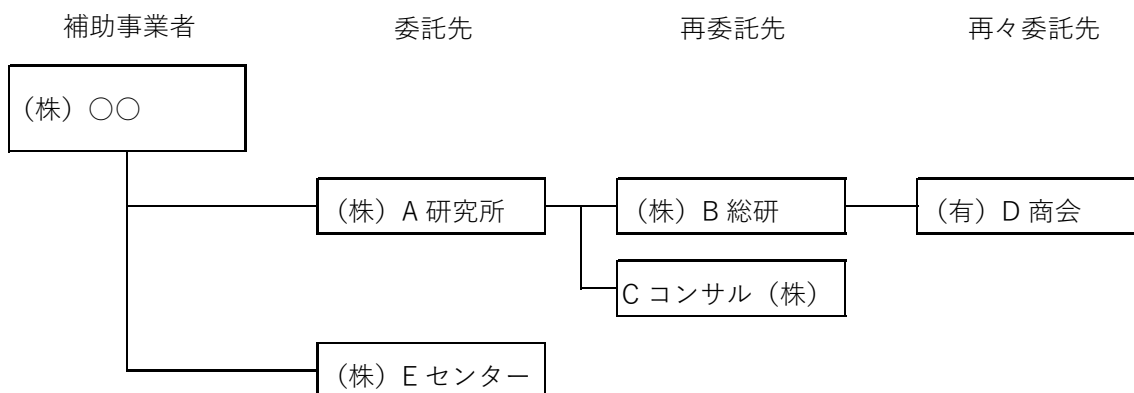 補助事業者 委託先 再委託先 再々委託先
（株）○○
（株）A 研究所 （株）B 総研 （有）D 商会
C コンサル（株）
（株）E センター